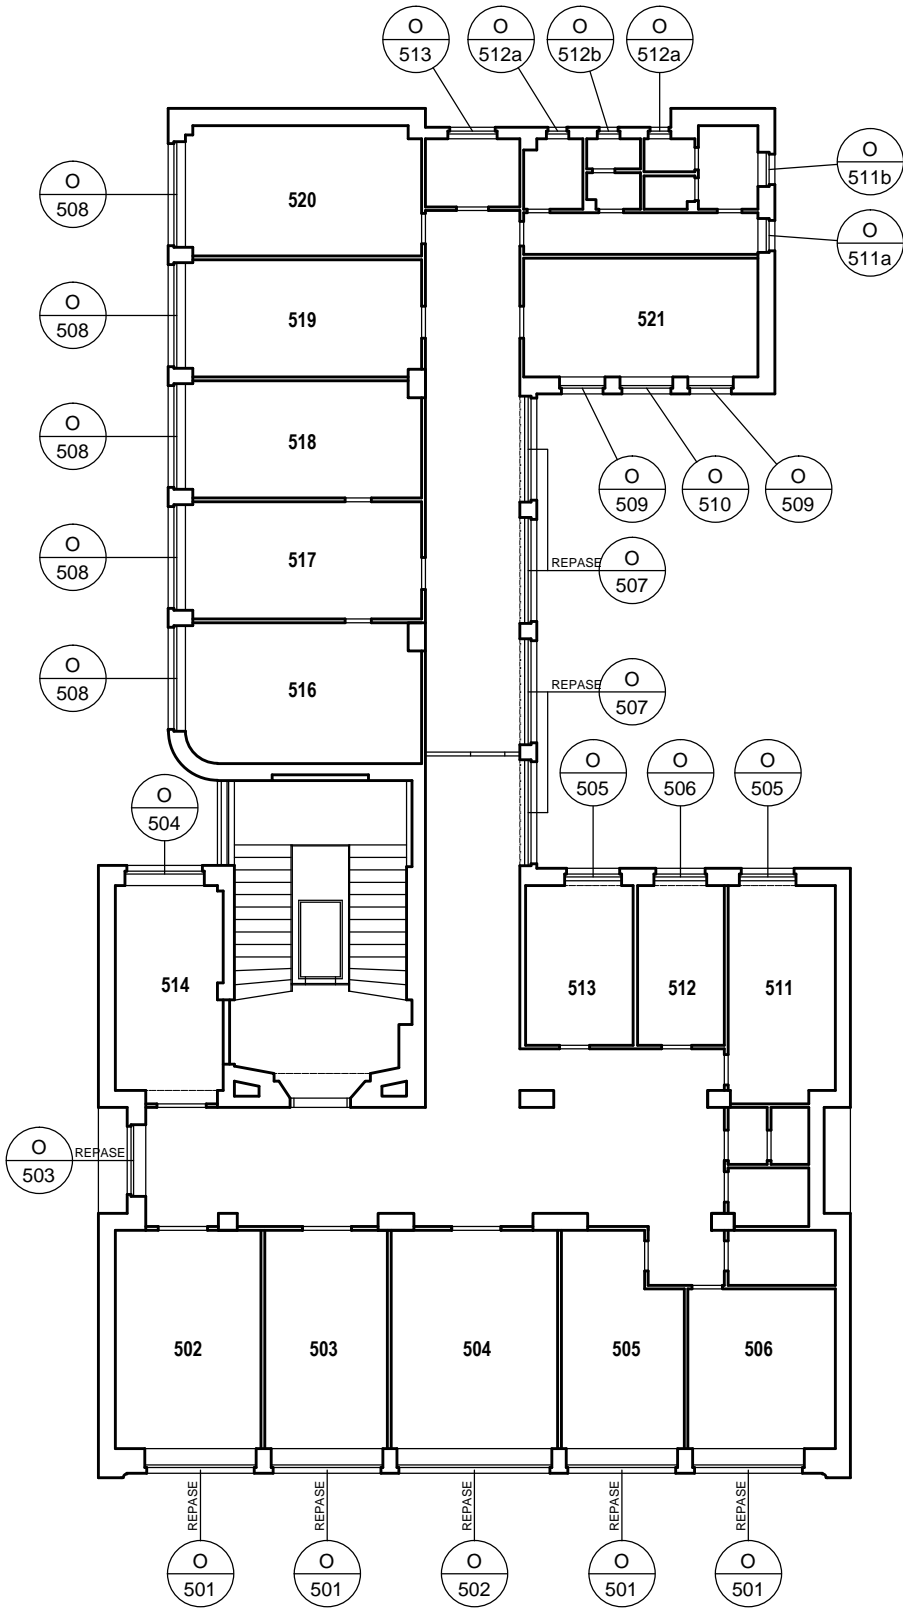 O
513
O
512a
O
512b
O
512a
O
511b
O
508
520
O
511a
O
508
519
521
O
508
518
O
509
O
510
O
509
O
508
517
REPASE
O
507
O
508
516
REPASE
O
507
O
504
O
505
O
506
O
505
514
513
512
511
O
503
REPASE
502
503
504
505
506
REPASE
REPASE
REPASE
REPASE
REPASE
O
501
O
501
O
502
O
501
O
501